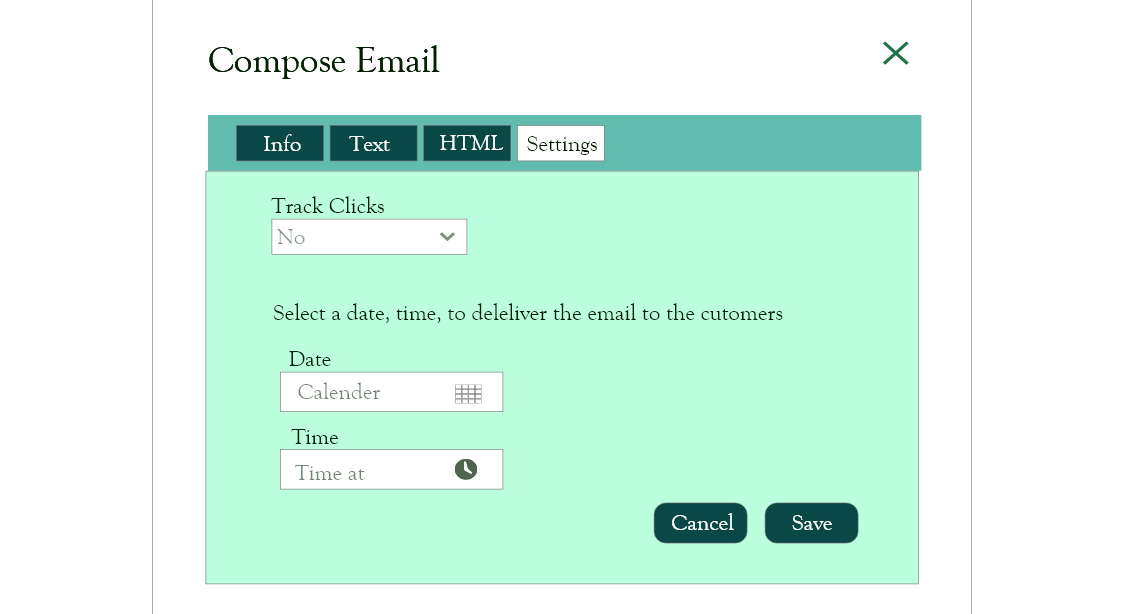 Compose Email
Info Text HTML Settings
Track Clicks
No
Select a date, time, to deleliver the email to the cutomers
Date
Calender
Time
Time at
Cancel Save